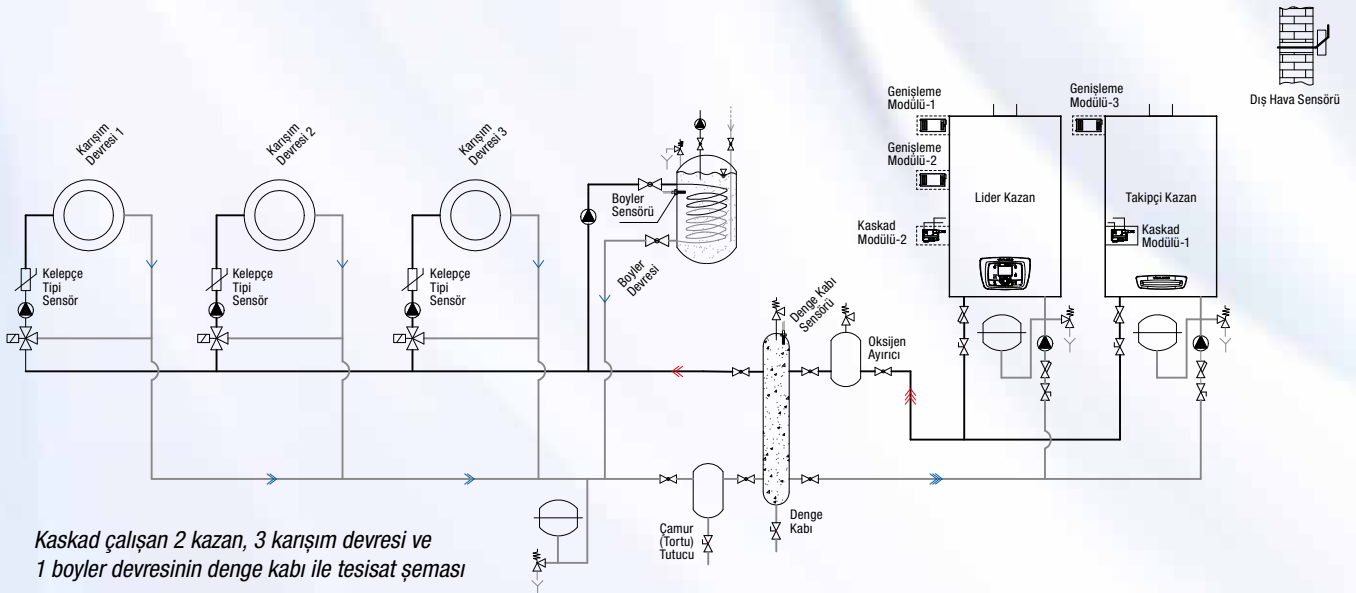 Dış Hava Sensörü
Genişleme
Modülü-1
Genişleme
Modülü-2
Kaskad
Modülü-2
Lider Kazan
Genişleme
Modülü-3
Takipçi Kazan
Kaskad
Modülü-1
Karışım
Devresi 1
Karışım
Devresi 2
Karışım
Devresi 3
Boyler
Sensörü
Boyler
Devresi
Kelepçe
Tipi
Sensör
Kelepçe
Tipi
Sensör
Kelepçe
Tipi
Sensör
Denge Kabı
Sensörü
Oksijen
Ayırıcı
Çamur
(Tortu)
Tutucu
Denge
Kabı
Kaskad çalışan 2 kazan, 3 karışım devresi ve
1 boyler devresinin denge kabı ile tesisat şeması